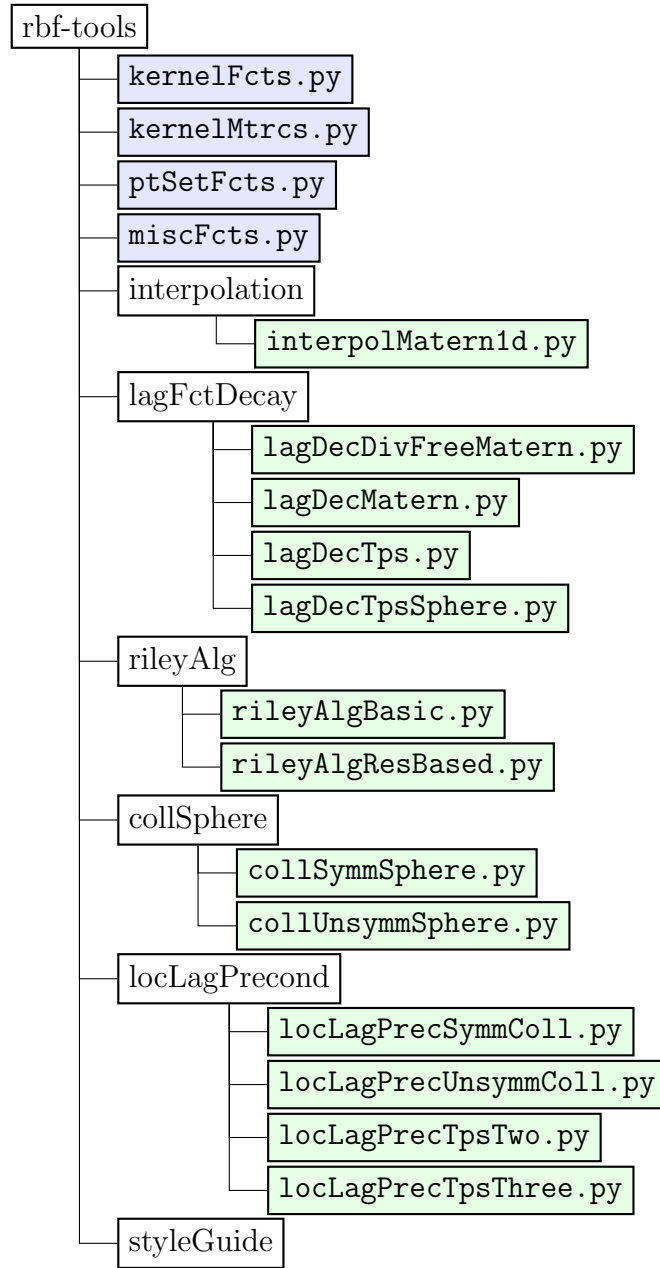 rbf-tools
kernelFcts.py
kernelMtrcs.py
ptSetFcts.py
miscFcts.py
interpolation
interpolMatern1d.py
lagFctDecay
lagDecDivFreeMatern.py
lagDecMatern.py
lagDecTps.py
lagDecTpsSphere.py
rileyAlg
rileyAlgBasic.py
rileyAlgResBased.py
collSphere
collSymmSphere.py
collUnsymmSphere.py
locLagPrecond
locLagPrecSymmColl.py
locLagPrecUnsymmColl.py
locLagPrecTpsTwo.py
locLagPrecTpsThree.py
styleGuide